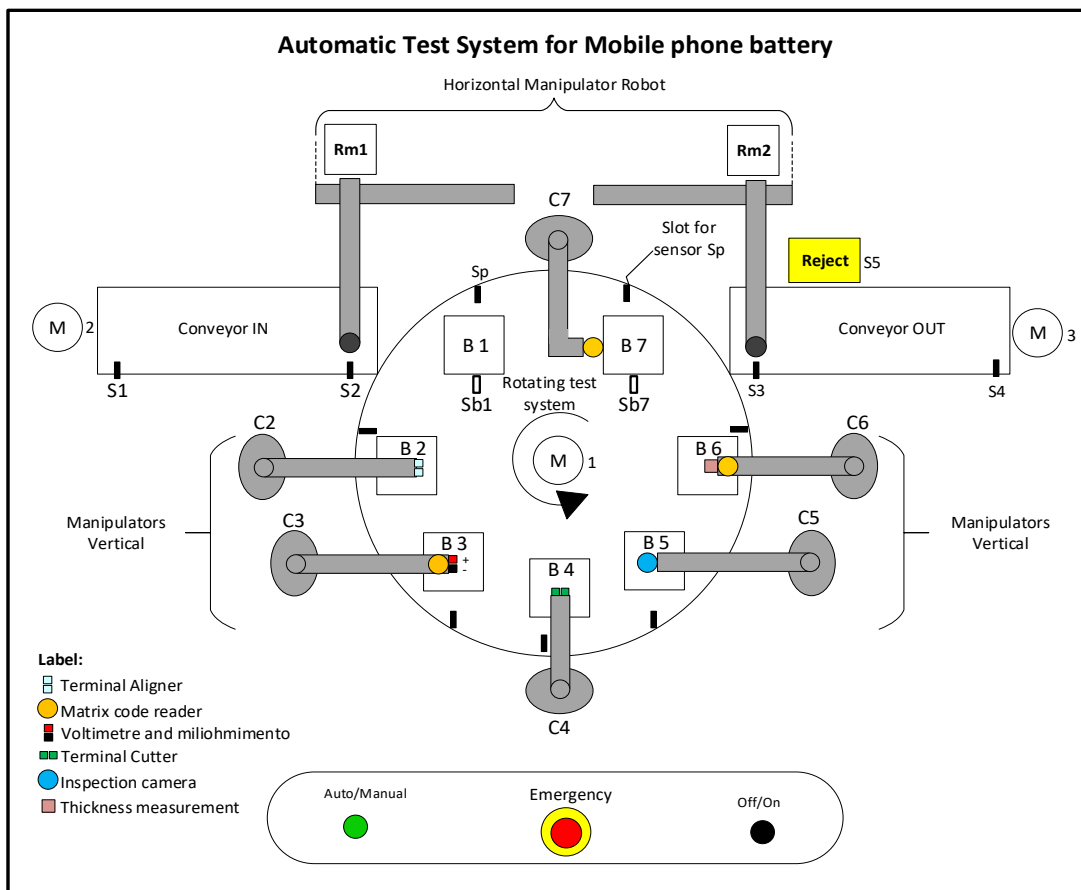 Automatic Test System for Mobile phone battery
Horizontal Manipulator Robot
Rm1
Rm2
C7
Slot for
sensor Sp
Sp
Reject
S5
M
2
Conveyor IN
B 1
B 7
Conveyor OUT
M
3
S1
S2
Sb1
Rotating test
system
Sb7
S3
S4
C2
C6
B 2
M
1
B 6
Manipulators
Vertical
C3
C5
Manipulators
Vertical
B 3
+
-
B 4
B 5
C4
Label:
Terminal Aligner
Matrix code reader
Voltimetre and miliohmimento
Terminal Cutter
Inspection camera
Thickness measurement
Auto/Manual
Emergency
Off/On